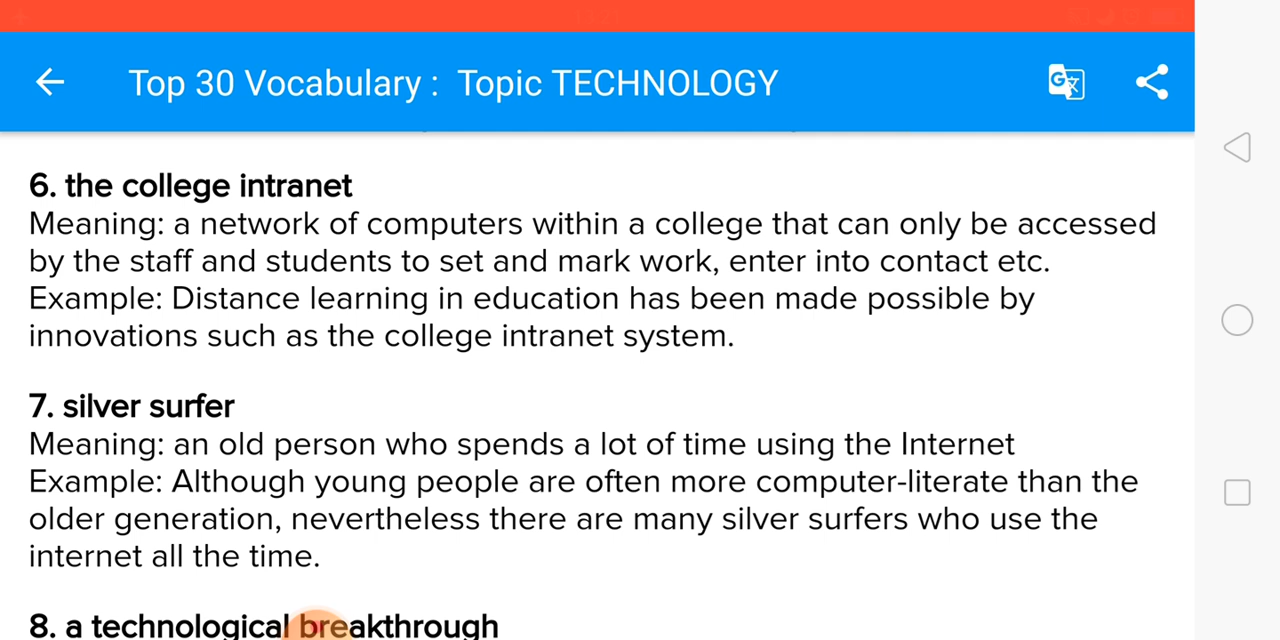 Top 30 Vocabulary : Topic TECHNOLOGY
6. the college intranet
Meaning: a network of computers within a college that can only be accessed
by the staff and students to set and mark work, enter into contact etc.
Example: Distance learning in education has been made possible by
innovations such as the college intranet system.
7. silver surfer
Meaning: an old person who spends a lot of time using the Internet
Example: Although young people are often more computer-literate than the
older generation, nevertheless there are many silver surfers who use the
internet all the time.
8. a technological breakthrough